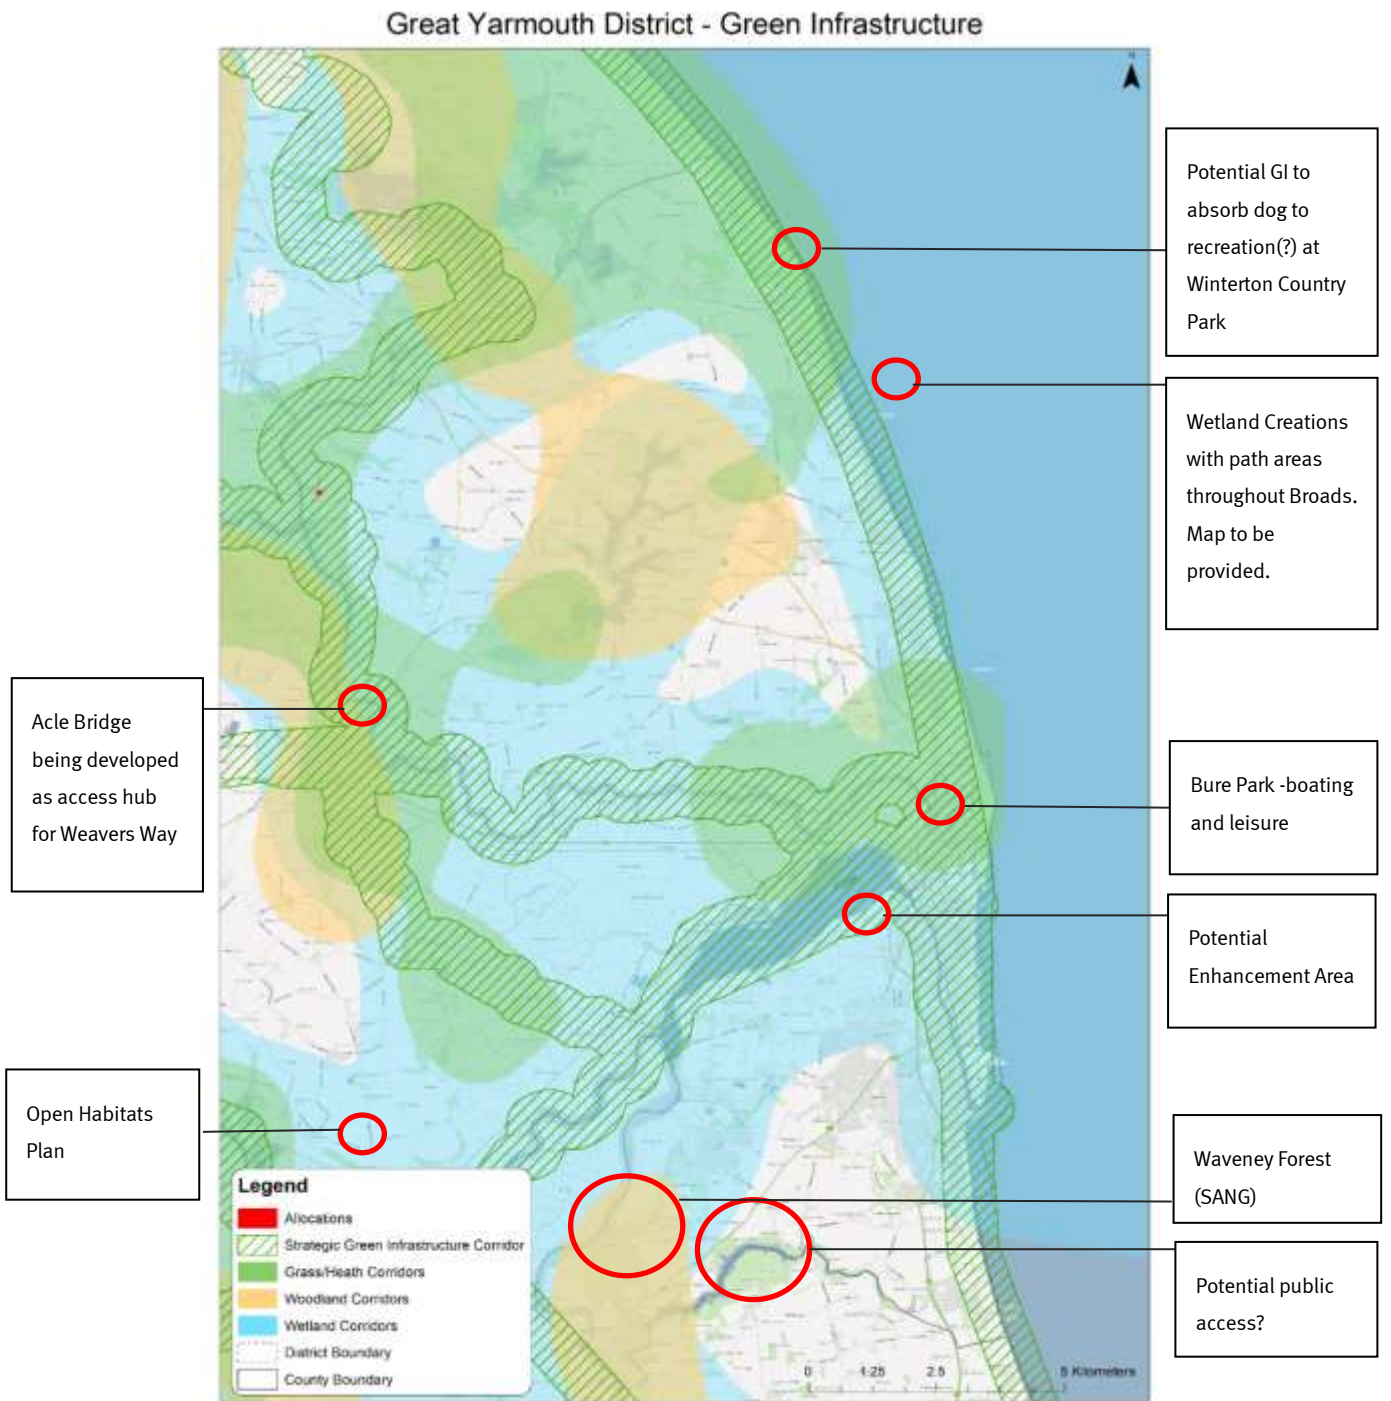 Great Yarmouth District - Green Infrastructure
N
Potential GI to
absorb dog to
recreation(?) at
Winterton Country
Park
Wetland Creations
with path areas
throughout Broads.
Map to be
provided.
Acle Bridge
being developed
as access hub
for Weavers Way
Bure Park -boating
and leisure
Potential
Enhancement Area
Open Habitats
Plan
Waveney Forest
(SANG)
Potential public
access?
Legend
Allocations
Strategic Green Infrastructure Corridor
Grass/Heath Corridors
Woodland Corridors
Wetland Corridors
District Boundary
County Boundary
0 1.25 2.5 5 Kilometers